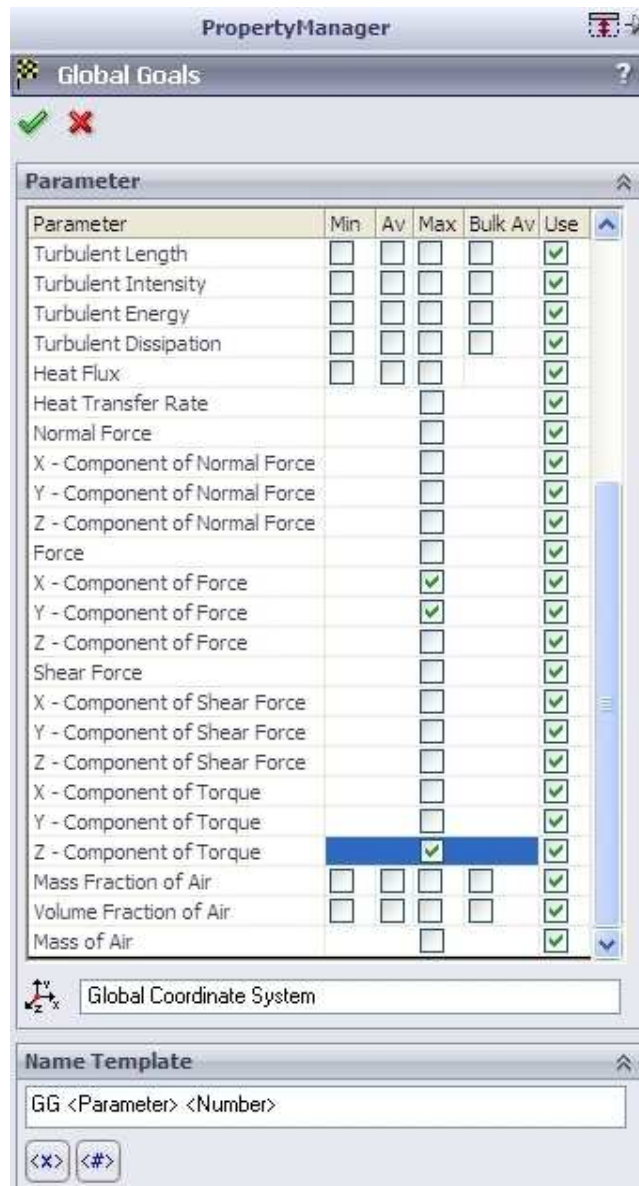 PropertyManager
Global Goals ?
Parameter
Parameter Min Av Max Bulk Av Use
Turbulent Length
Turbulent Intensity
Turbulent Energy
Turbulent Dissipation
Heat Flux
Heat Transfer Rate
Normal Force
X - Component of Normal Force
Y - Component of Normal Force
Z - Component of Normal Force
Force
X - Component of Force
Y - Component of Force
Z - Component of Force
Shear Force
X - Component of Shear Force
Y - Component of Shear Force
Z - Component of Shear Force
X - Component of Torque
Y - Component of Torque
Z - Component of Torque
Mass Fraction of Air
Volume Fraction of Air
Mass of Air
Y
Z X
Global Coordinate System
Name Template
GG <Parameter> <Number>
<x> <#>